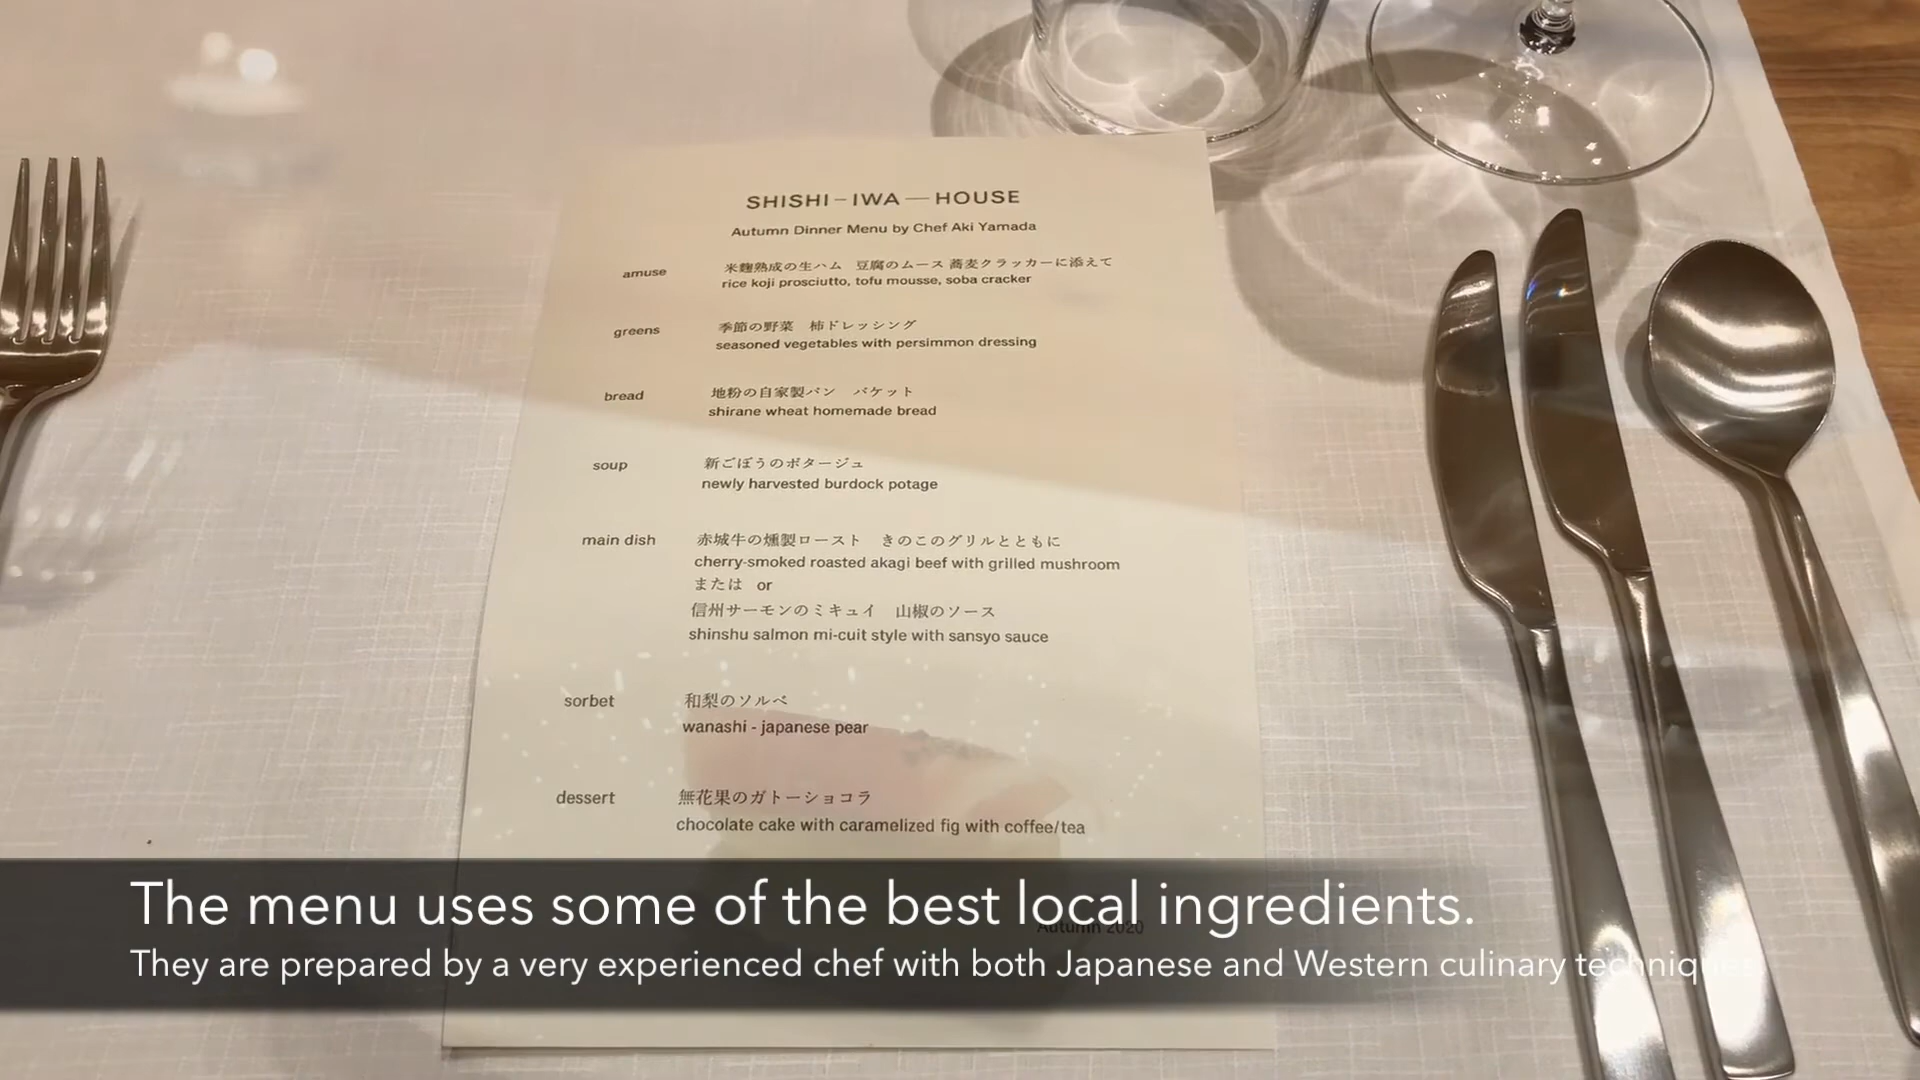 SHISHI-IWA-HOUSE
Autumn Dinner Menu by Chef Aki Yamada
amuse
米麹熟成の生ハム 豆腐のムース 蕎麦クラッカーに添えて
rice koji prosciutto, tofu mousse, soba cracker
greens
季節の野菜 柿ドレッシング
seasoned vegetables with persimmon dressing
bread
地粉の自家製パン バケット
shirane wheat homemade bread
soup
新ごぼうのポタージュ
newly harvested burdock potage
main dish
赤城牛の燻製ロースト きのこのグリルとともに
cherry-smoked roasted akagi beef with grilled mushroom
または or
信州サーモンのミキュイ 山椒のソース
shinshu salmon mi-cuit style with sansyo sauce
sorbet
和梨のソルベ
wanashi - japanese pear
dessert
無花果のガトーショコラ
chocolate cake with caramelized fig with coffee/tea
The menu uses some of the best local ingredients.
Autumn 2020
They are prepared by a very experienced chef with both Japanese and Western culinary